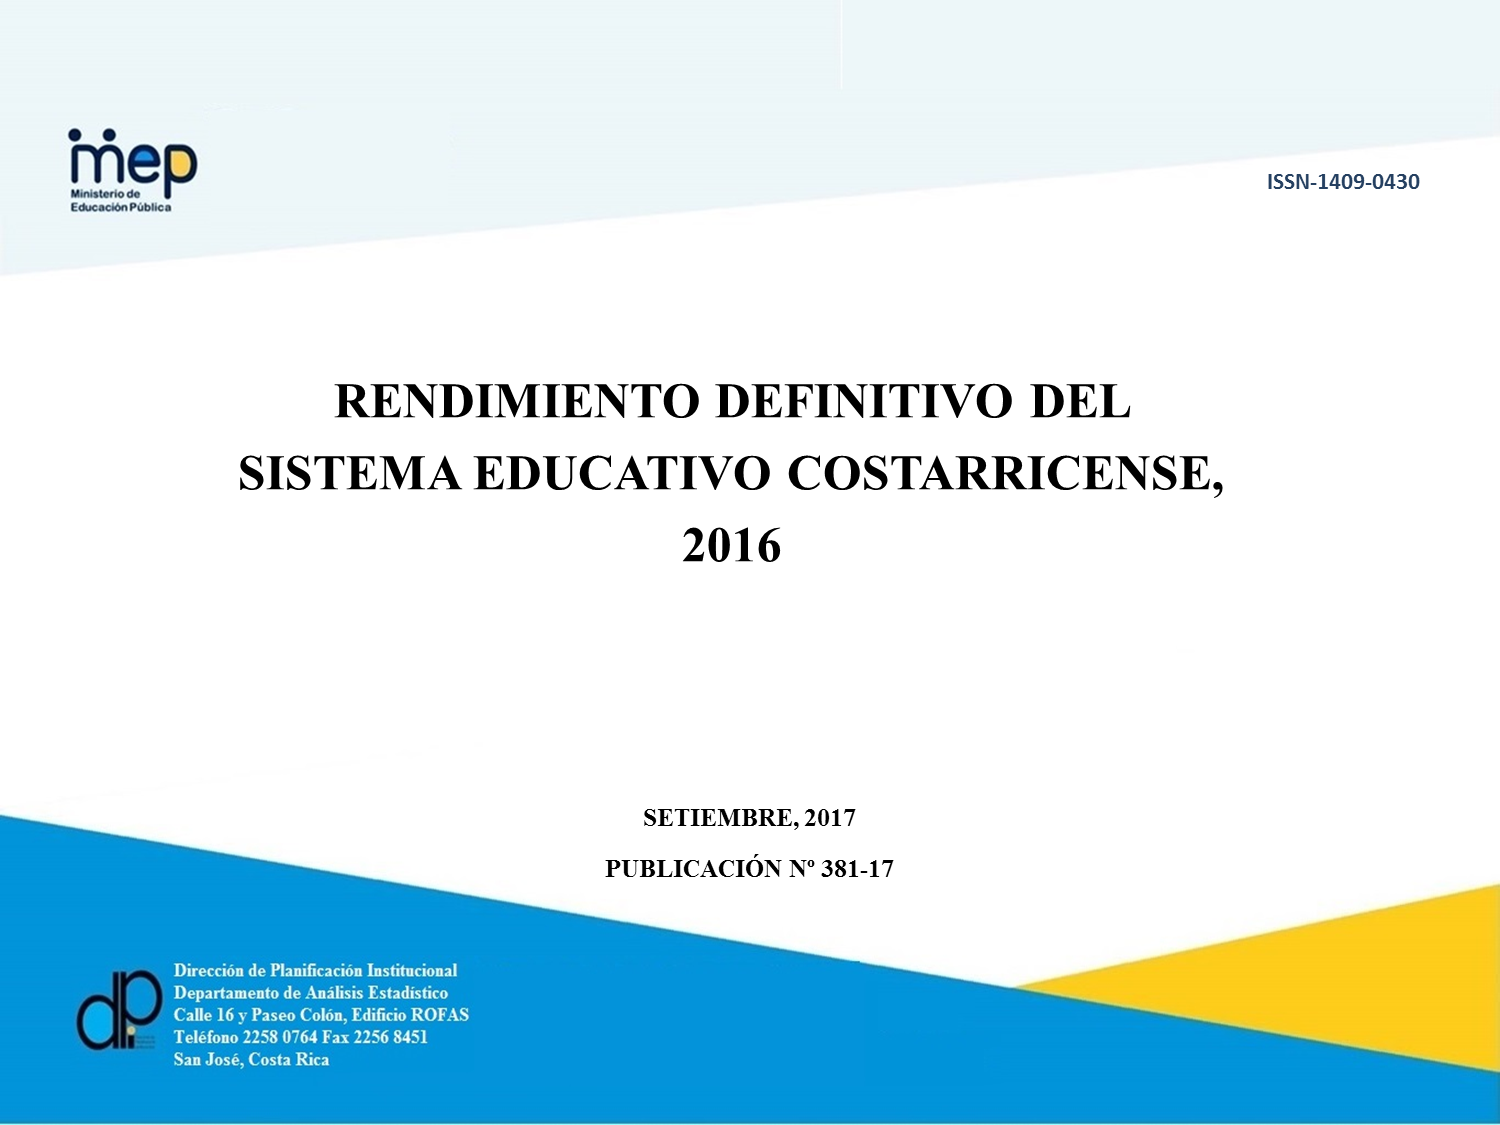 mep
Ministerio de
Educación Pública
ISSN-1409-0430
RENDIMIENTO DEFINITIVO DEL
SISTEMA EDUCATIVO COSTARRICENSE,
2016
SETIEMBRE, 2017
PUBLICACIÓN Nº 381-17
dpi
Dirección de Planificación Institucional
Departamento de Análisis Estadístico
Calle 16 y Paseo Colón, Edificio ROFAS
Teléfono 2258 0764 Fax 2256 8451
San José, Costa Rica